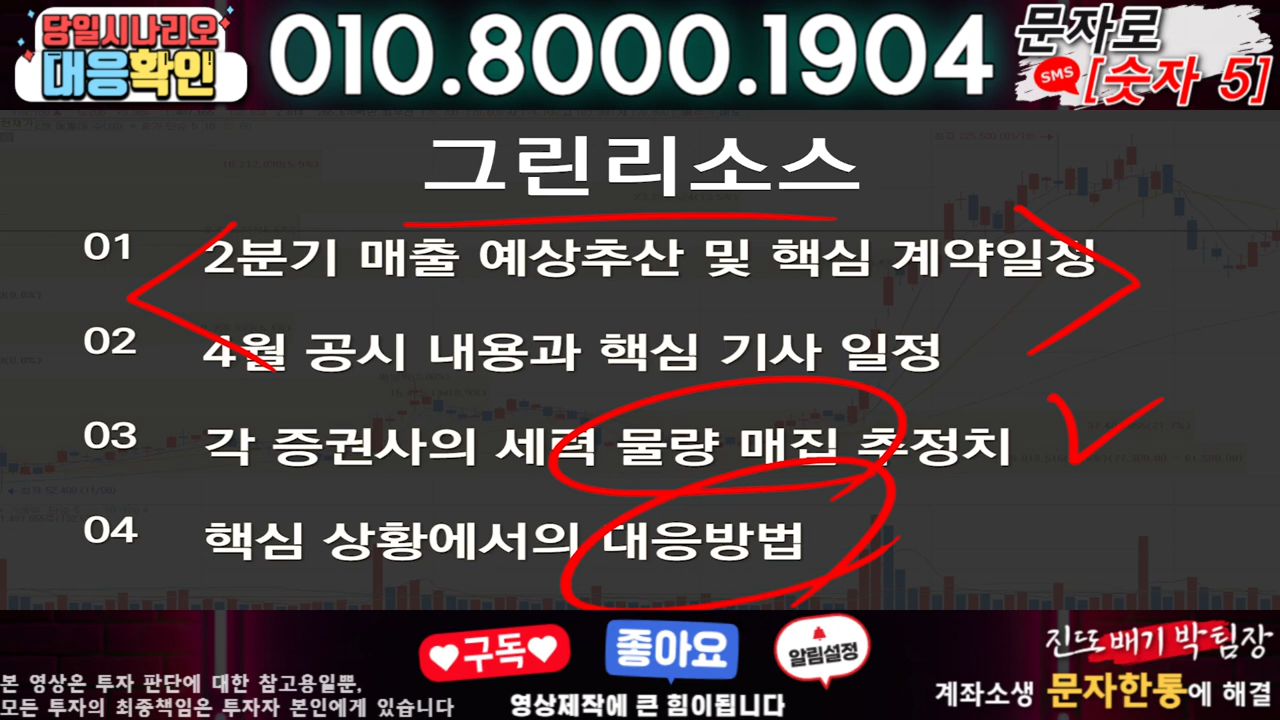 당일시나리오
대응확인
010.8000.1904
문자로
SMS [숫자 5]
그린리소스
01 2분기 매출 예상추산 및 핵심 계약일정
02 4월 공시 내용과 핵심 기사 일정
03 각 증권사의 세력 물량 매진 추정치
04 핵심 상황에서의 대응방법
구독
좋아요
알림설정
영상제작에 큰 힘이됩니다
본 영상은 투자 판단에 대한 참고용일뿐,
모든 투자의 최종책임은 투자자 본인에게 있습니다
진또배기 박팀장
계좌소생 문자한통에 해결